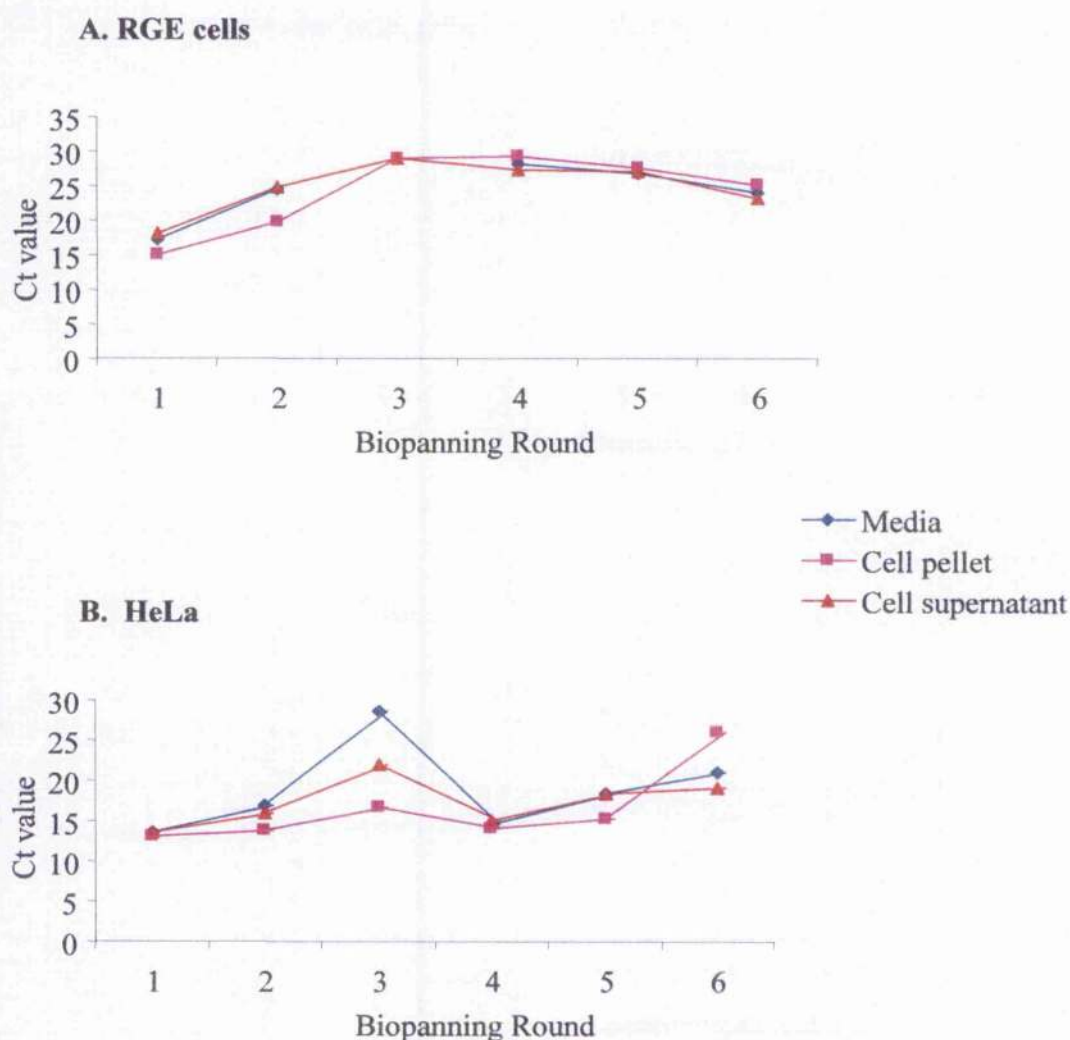 A. RGE cells
35
30
25
20
15
10
5
0
Ct value
1 2 3 4 5 6
Biopanning Round
Media
Cell pellet
Cell supernatant
B. HeLa
30
25
20
15
10
5
0
Ct value
1 2 3 4 5 6
Biopanning Round